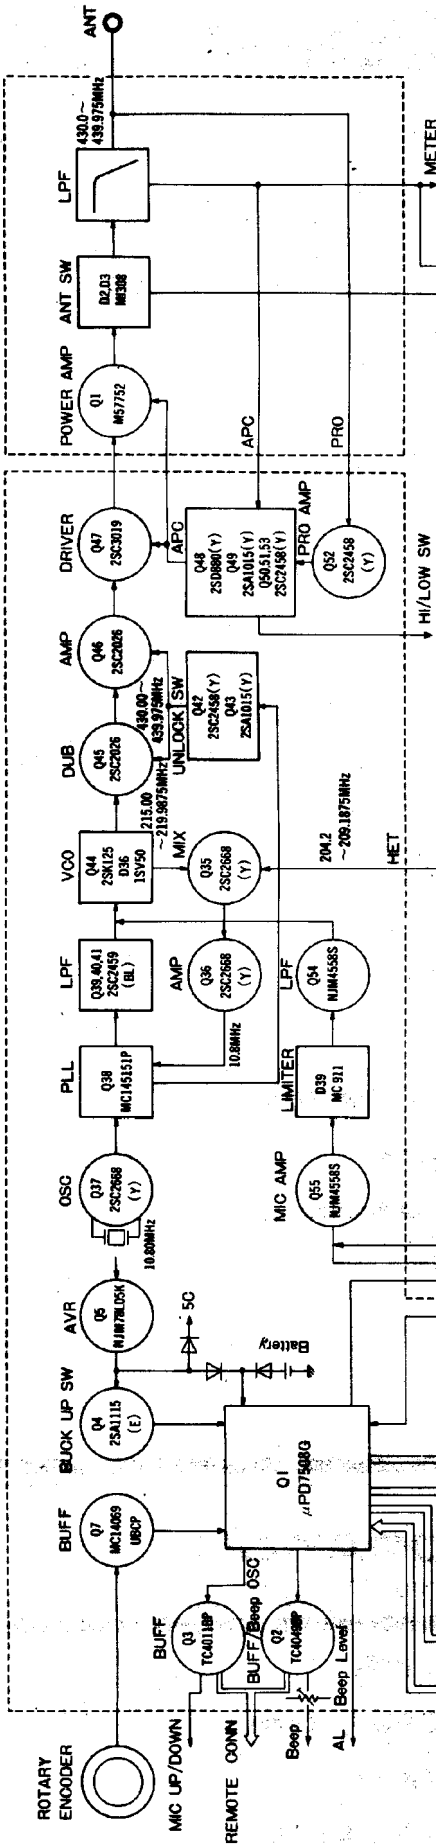 ROTARY
ENCODER
BUFF
Q7
MC14069
UBCP
BUCK UP SW
Q4
2SA1115
(E)
AVR
Q5
NJM78L05K
OSC
Q37
2SC2668
(Y)
10.80MHz
PLL
Q38
MC145151P
LPF
Q39,40,41
2SC2459
(BL)
VCO
Q44
2SK125
D36
1SV50
DUB
Q45
2SC2026
AMP
Q46
2SC2026
DRIVER
Q47
2SC3019
POWER AMP
Q1
M57752
ANT SW
D2,D3
MI308
LPF
430.0~
439.975MHz
ANT
215.00
~219.9875MHz
430.00~
439.975MHz
5C
Battery
MIX
Q35
2SC2668
(Y)
AMP
Q36
2SC2668
(Y)
10.8MHz
UNLOCK SW
Q42
2SC2458(Y)
Q43
2SA1015(Y)
APC
Q48
2SD880(Y)
Q49
2SA1015(Y)
Q50,51,53
2SC2458(Y)
PRO AMP
Q52
2SC2458
(Y)
APC
PRO
METER
HI/LOW SW
MIC AMP
Q55
NJM4558S
LIMITER
D39
MC911
LPF
Q54
NJM4558S
204.2
~209.1875MHz
HET
Q1
μPD7508G
BUFF
Q3
TC4011BP
BUFF/Beep OSC
Q2
TC4049BP
Beep Level
MIC UP/DOWN
REMOTE CONN
Beep
AL